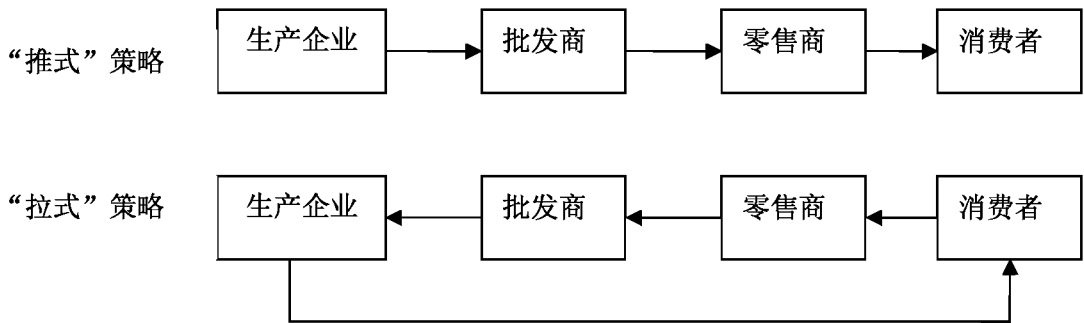 “推式”策略 生产企业 批发商 零售商 消费者
“拉式”策略 生产企业 批发商 零售商 消费者